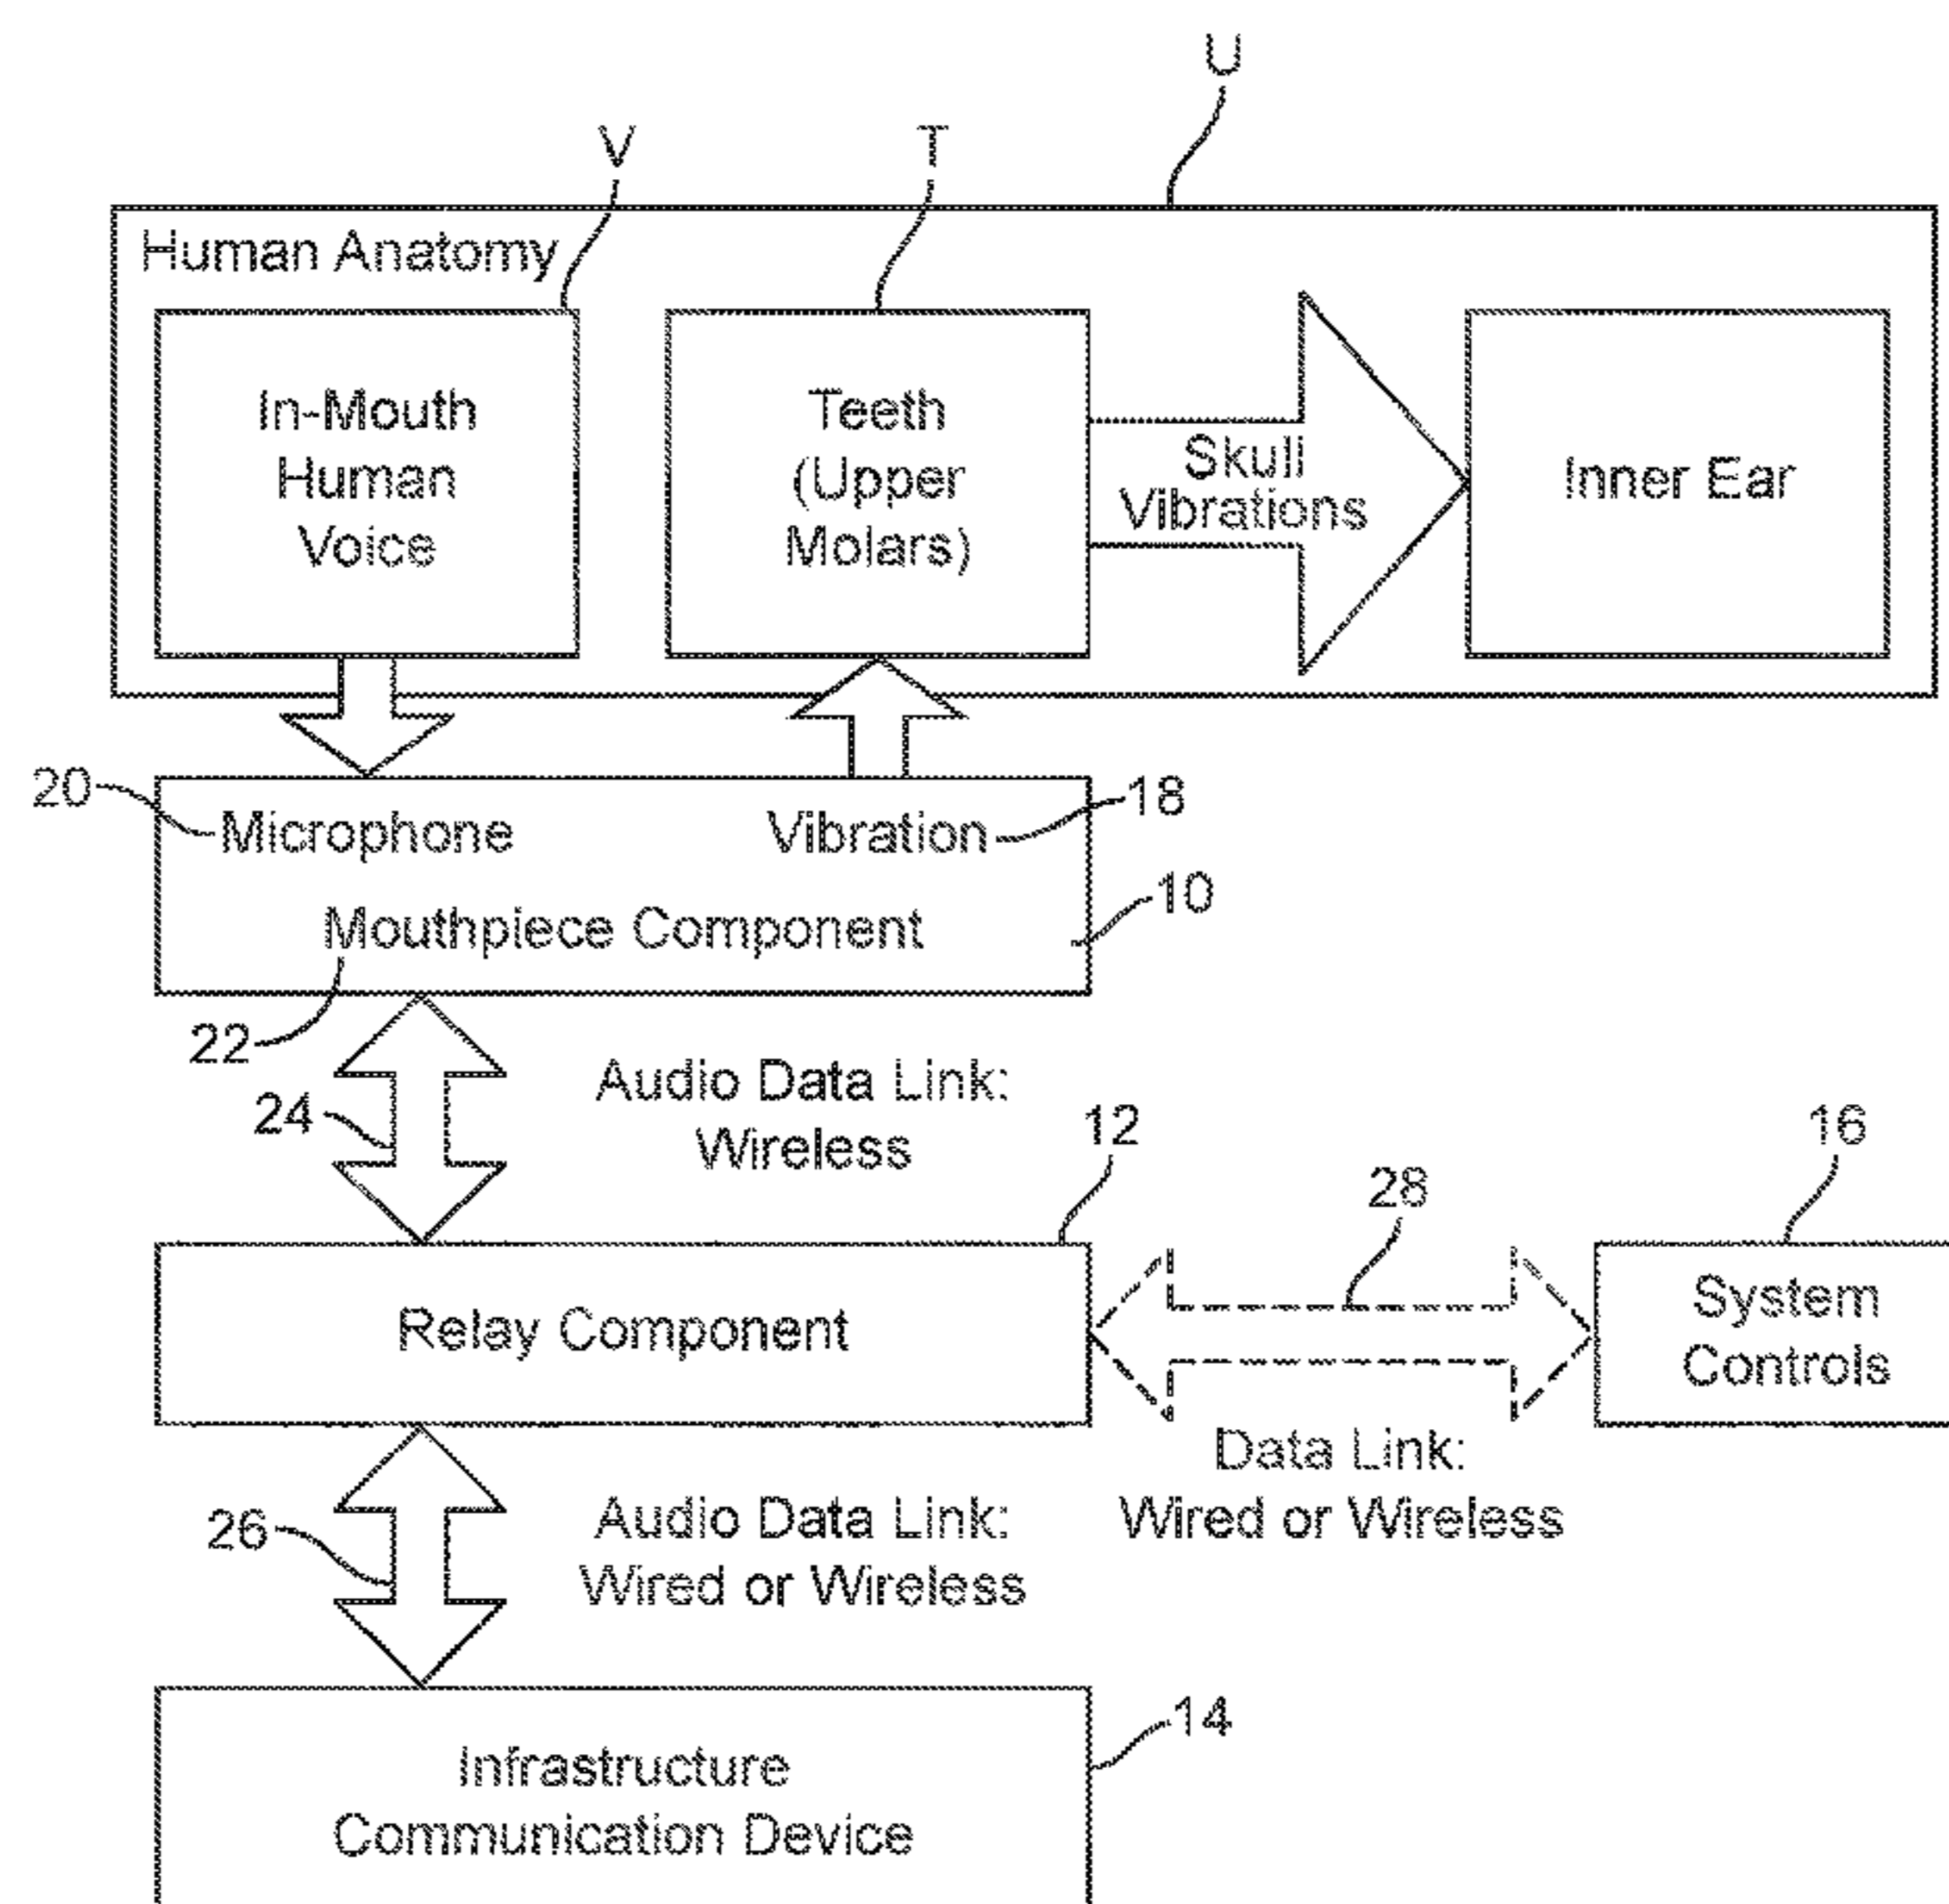 U
V
T
Human Anatomy
In-Mouth
Human
Voice
Teeth
(Upper
Molars)
Skull
Vibrations
Inner Ear
20
Microphone
Vibration
18
10
Mouthpiece Component
22
24
Audio Data Link:
Wireless
12
28
16
Relay Component
System
Controls
Data Link:
Wired or Wireless
26
Audio Data Link:
Wired or Wireless
14
Infrastructure
Communication Device